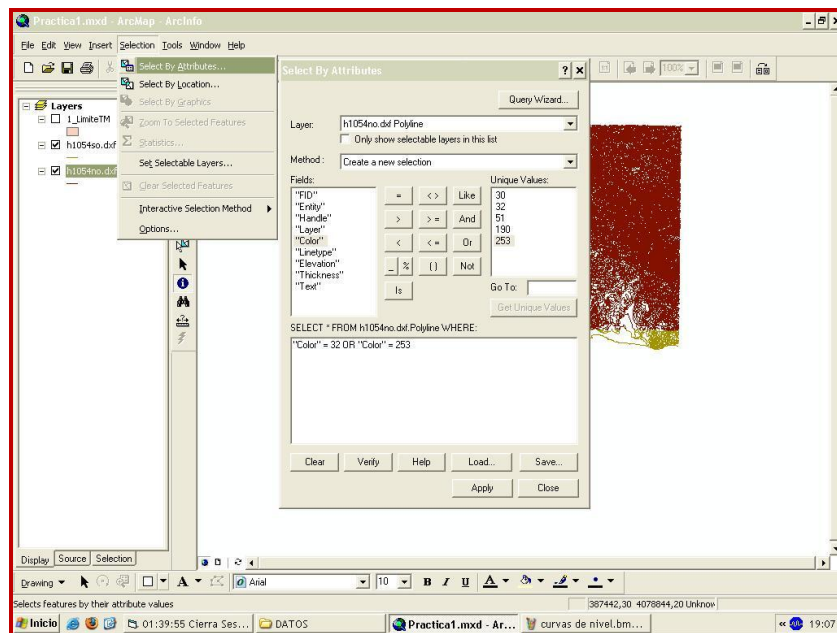 Practica1.mxd - ArcMap - ArcInfo
File Edit View Insert Selection Tools Window Help
100%
Select By Attributes...
Select By Location...
Select By Graphics
Zoom To Selected Features
Statistics...
Set Selectable Layers...
Clear Selected Features
Interactive Selection Method
Options...
Layers
1_LimiteTM
h1054so.dxf
h1054no.dxf
Select By Attributes
Query Wizard...
Layer: h1054no.dxf Polyline
Only show selectable layers in this list
Method : Create a new selection
Fields: Unique Values:
"FID" = <> Like 30
"Entity" 32
"Handle" > >= And 51
"Layer" 190
"Color" < <= Or 253
"Linetype"
"Elevation" _ % () Not
"Thickness"
"Text" Is Go To:
Get Unique Values
SELECT * FROM h1054no.dxf.Polyline WHERE:
"Color" = 32 OR "Color" = 253
Clear Verify Help Load... Save...
Apply Close
Display Source Selection
Drawing A Arial 10 B I U A
Selects features by their attribute values 387442,30 4078844,20 Unknow
Inicio 01:39:55 Cierra Ses... DATOS Practica1.mxd - Ar... curvas de nivel.bm... « 19:07